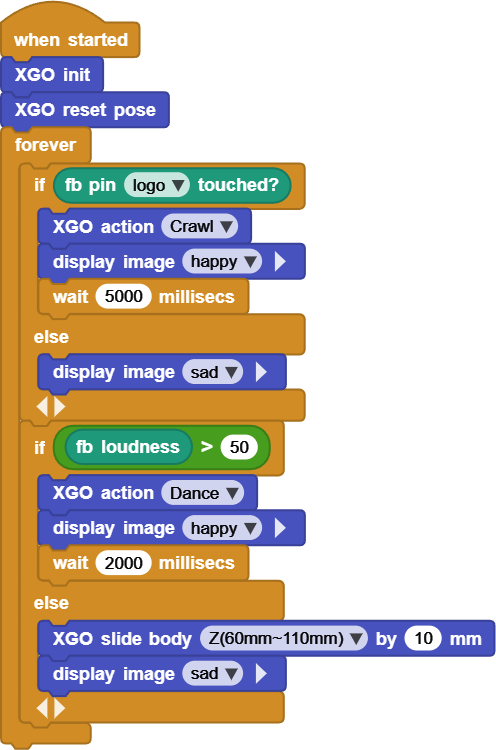 when started
XGO init
XGO reset pose
forever
if fb pin logo ▼ touched?
XGO action Crawl ▼
display image happy ▼
wait 5000 millisecs
else
display image sad ▼
if fb loudness > 50
XGO action Dance ▼
display image happy ▼
wait 2000 millisecs
else
XGO slide body Z(60mm~110mm) ▼ by 10 mm
display image sad ▼